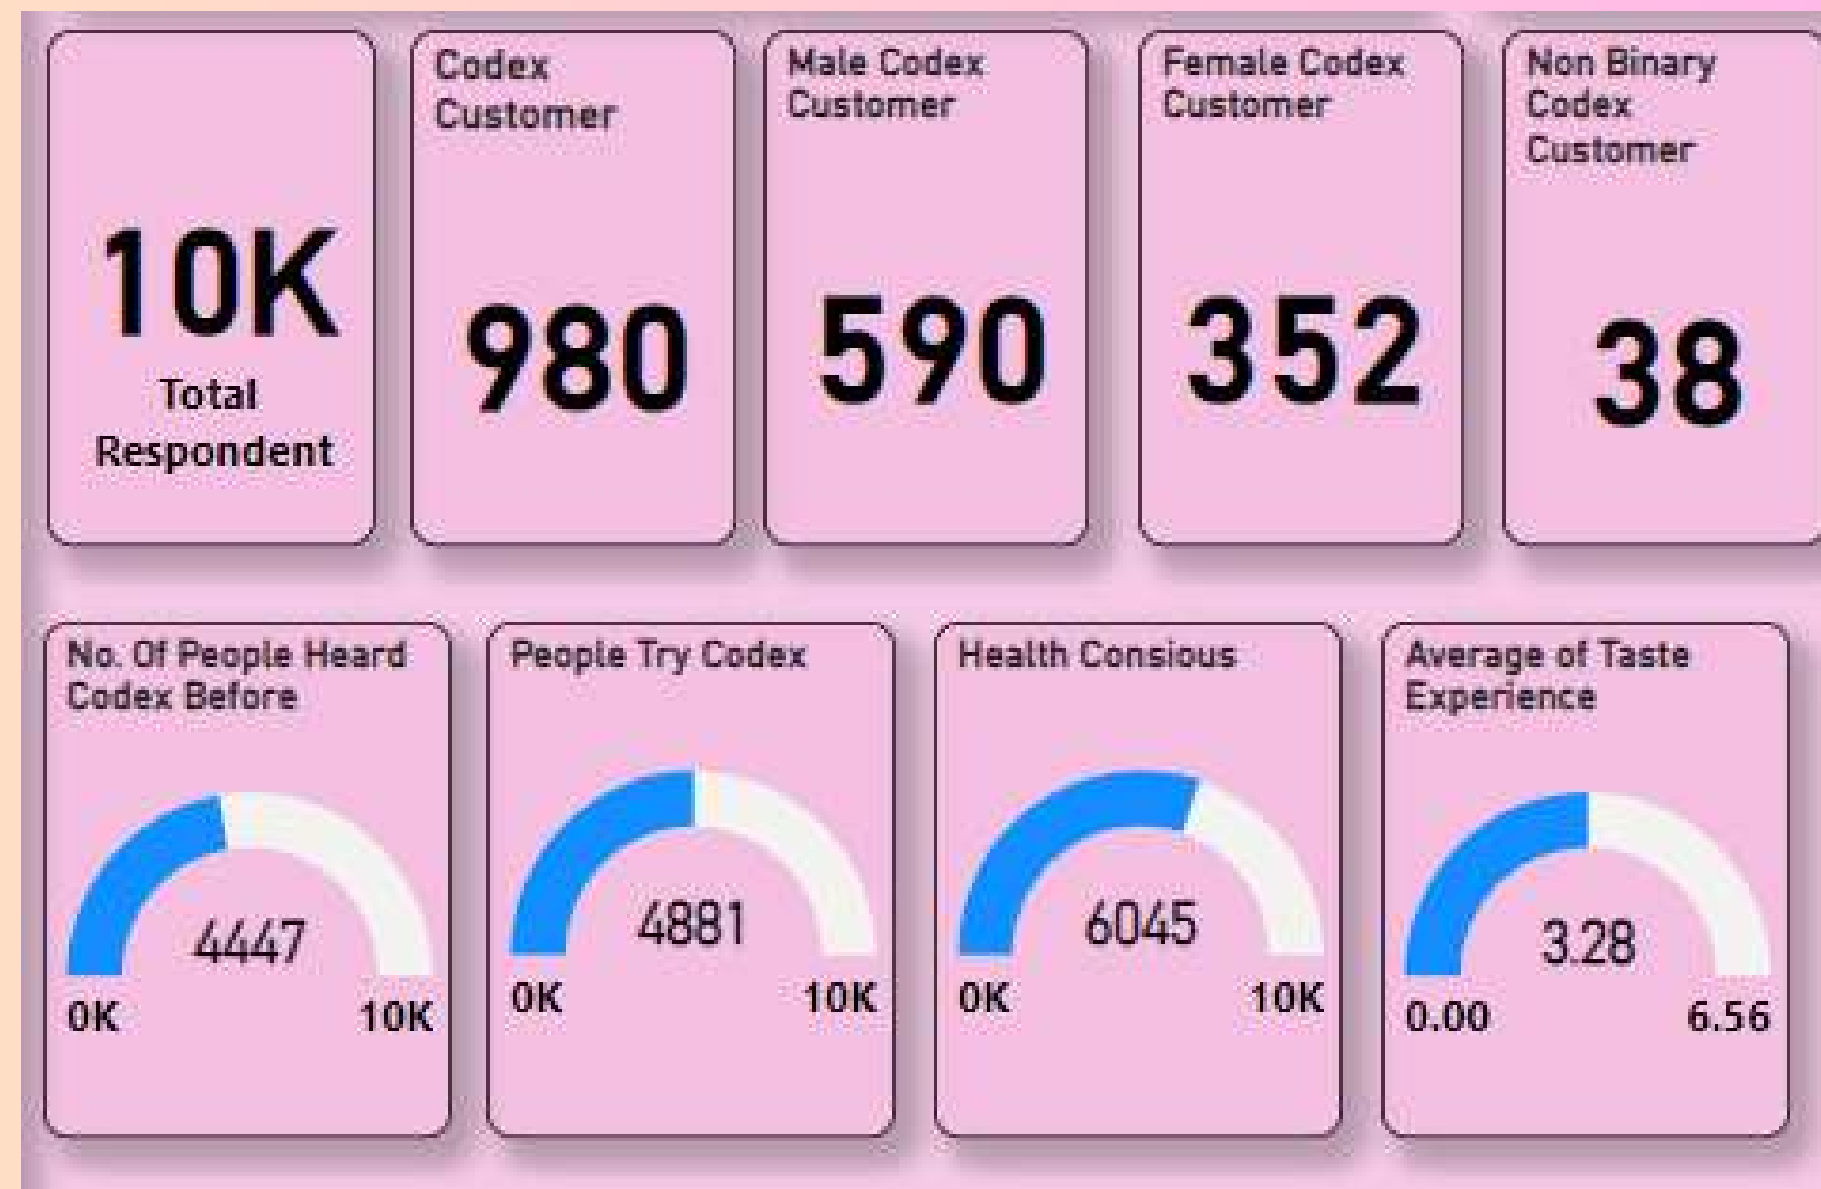 10K
Total
Respondent
Codex
Customer
980
Male Codex
Customer
590
Female Codex
Customer
352
Non Binary
Codex
Customer
38
No. Of People Heard
Codex Before
4447
0K
10K
People Try Codex
4881
0K
10K
Health Consious
6045
0K
10K
Average of Taste
Experience
3.28
0.00
6.56